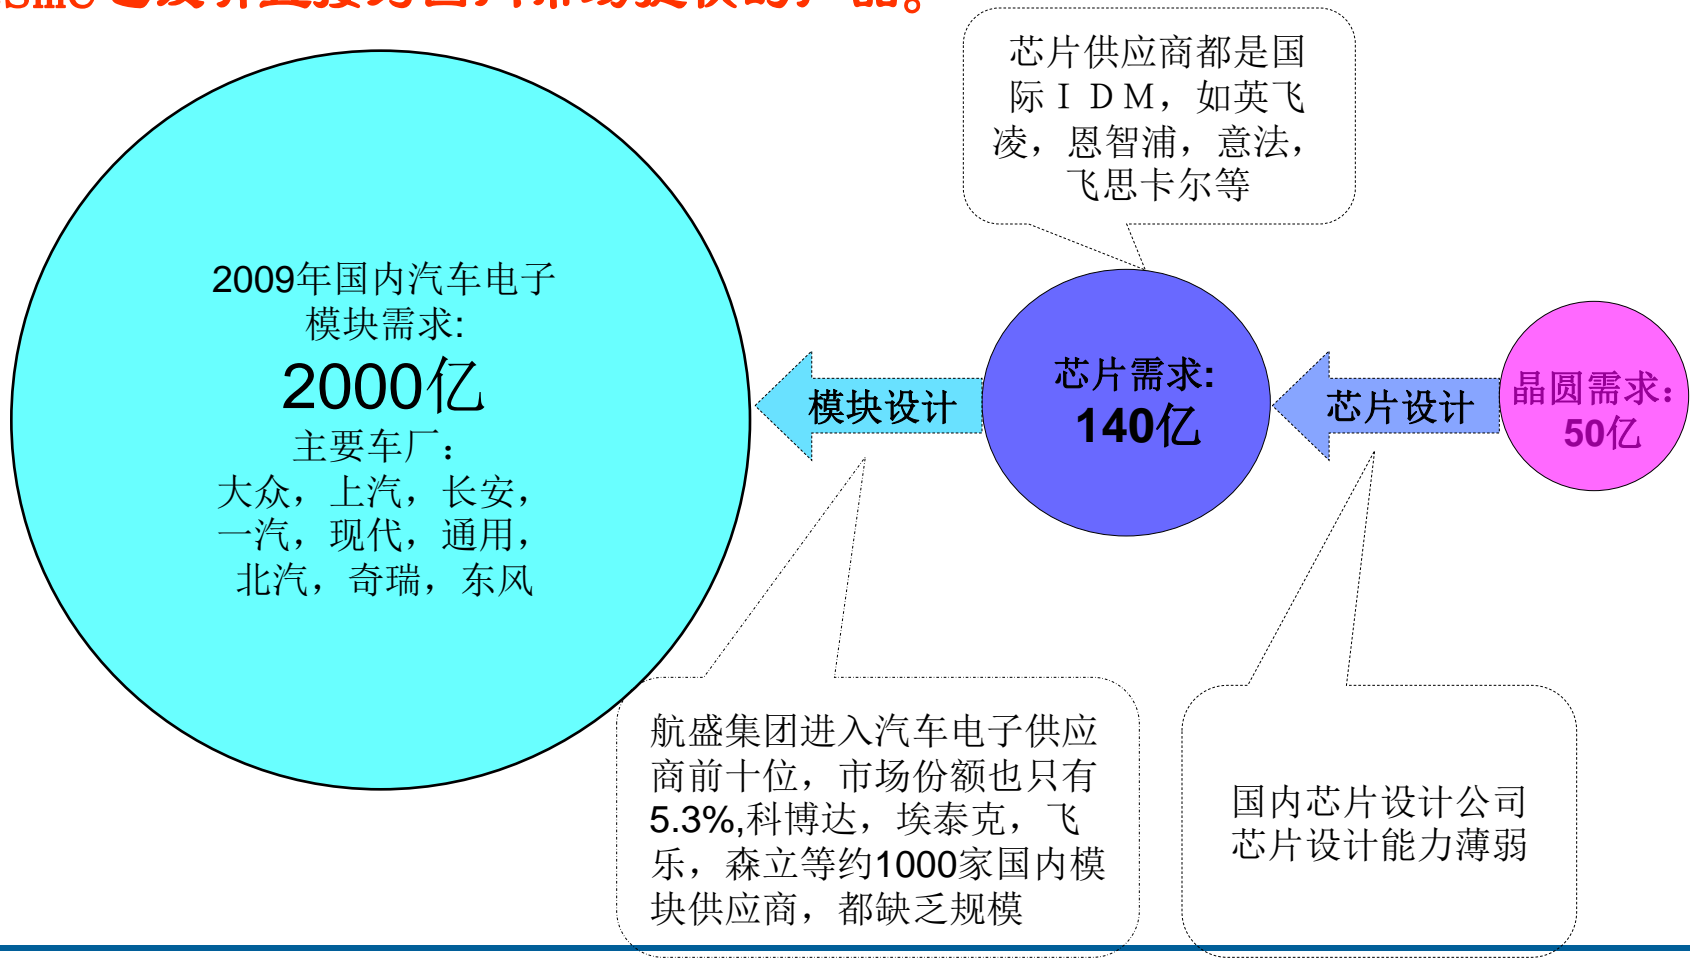 芯片供应商都是国
际ＩＤＭ，如英飞
凌，恩智浦，意法，
飞思卡尔等
2009年国内汽车电子
模块需求:
2000亿
主要车厂：
大众，上汽，长安，
一汽，现代，通用，
北汽，奇瑞，东风
模块设计
芯片需求:
140亿
芯片设计
晶圆需求：
50亿
航盛集团进入汽车电子供应
商前十位，市场份额也只有
5.3%,科博达，埃泰克，飞
乐，森立等约1000家国内模
块供应商，都缺乏规模
国内芯片设计公司
芯片设计能力薄弱